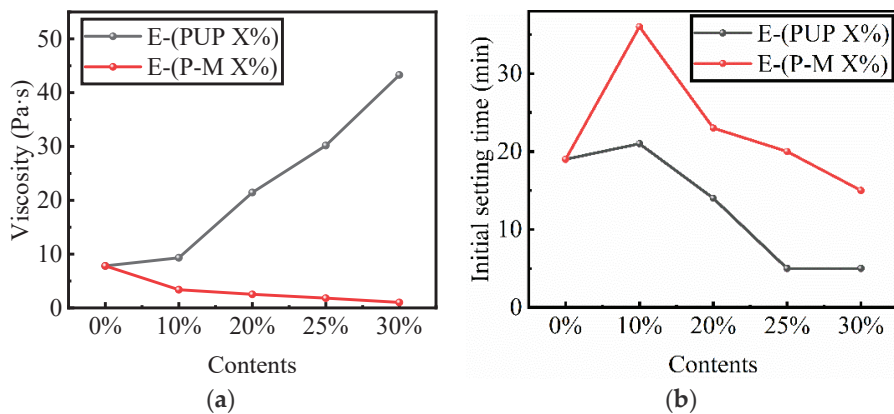 50
40
30
20
10
0
Viscosity (Pa·s)
E-(PUP X%)
E-(P-M X%)
0% 10% 20% 25% 30%
Contents
(a)
30
20
10
0
Initial setting time (min)
E-(PUP X%)
E-(P-M X%)
0% 10% 20% 25% 30%
Contents
(b)